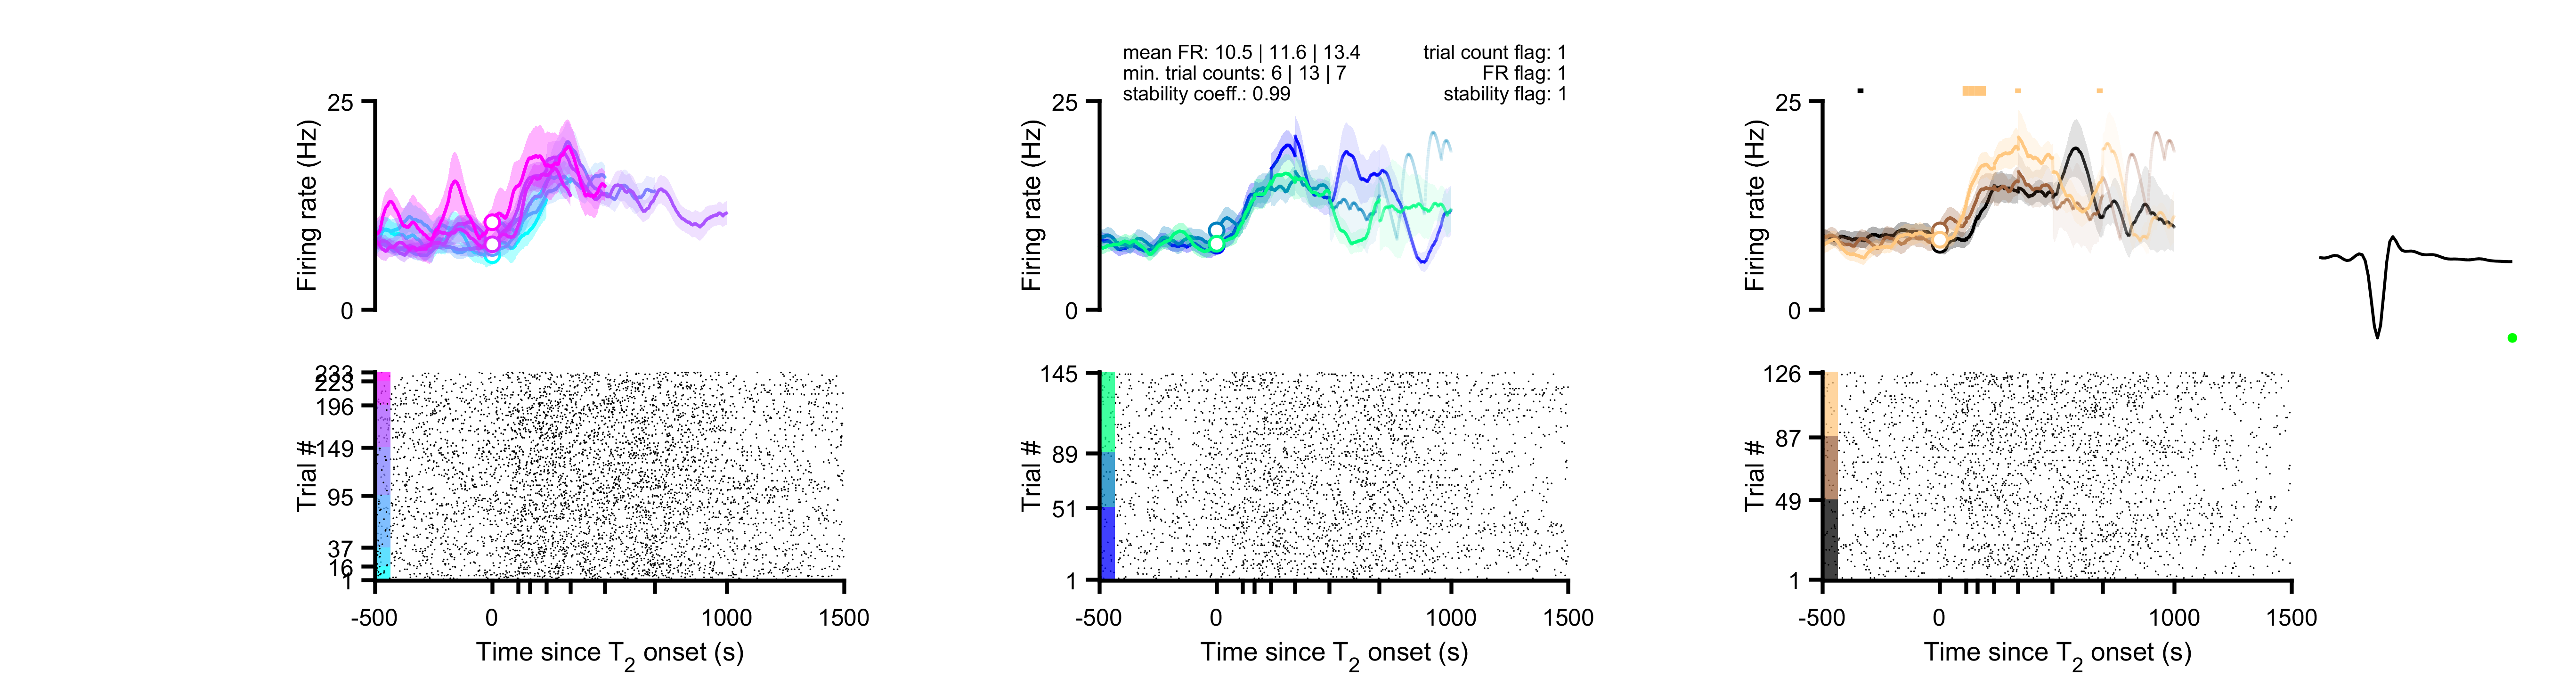 mean FR: 10.5 | 11.6 | 13.4
min. trial counts: 6 | 13 | 7
stability coeff.: 0.99
trial count flag: 1
FR flag: 1
stability flag: 1
25
Firing rate (Hz)
0
25
Firing rate (Hz)
0
25
Firing rate (Hz)
0
233
223
196
149
95
37
16
1
Trial #
-500 0 1000 1500
Time since T2 onset (s)
145
89
51
1
Trial #
-500 0 1000 1500
Time since T2 onset (s)
126
87
49
1
Trial #
-500 0 1000 1500
Time since T2 onset (s)